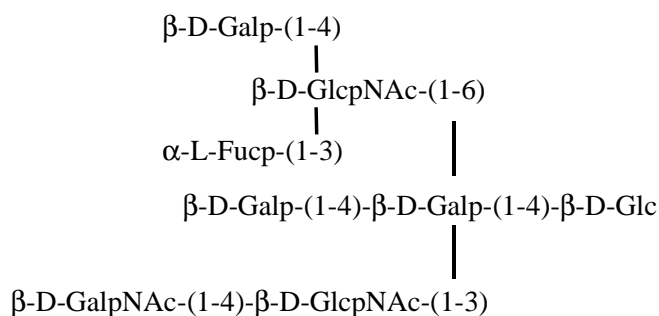 β-D-Galp-(1-4)
β-D-GlcpNAc-(1-6)
α-L-Fucp-(1-3)
β-D-Galp-(1-4)-β-D-Galp-(1-4)-β-D-Glc
β-D-GalpNAc-(1-4)-β-D-GlcpNAc-(1-3)